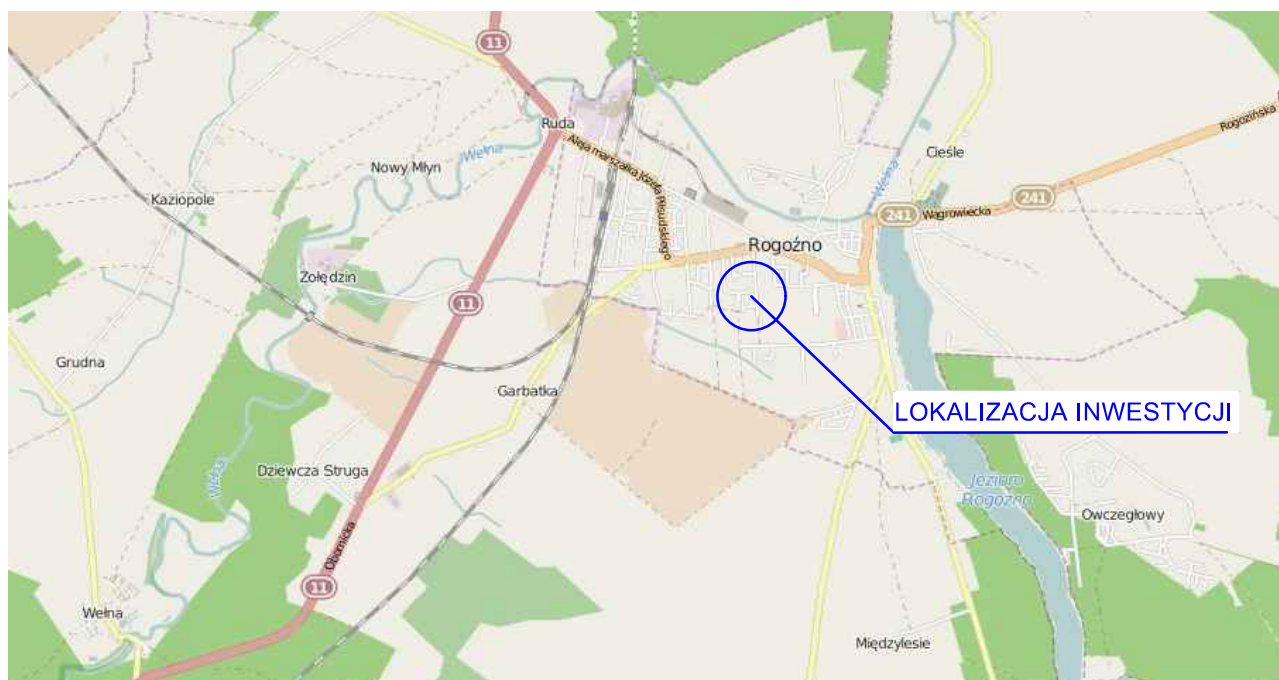 11
Ruda
Aleja marszałka Józefa Piłsudskiego
Wełna
Nowy Młyn
Kaziopole
Rogozińska
Cieśle
Wełna
241
241
Wągrowiecka
Rogoźno
Żołędzin
11
Grudna
Garbatka
LOKALIZACJA INWESTYCJI
Dziewcza Struga
Wełna
Jezioro
Rogoźno
Owczegłowy
Obornicka
11
Wełna
Międzylesie